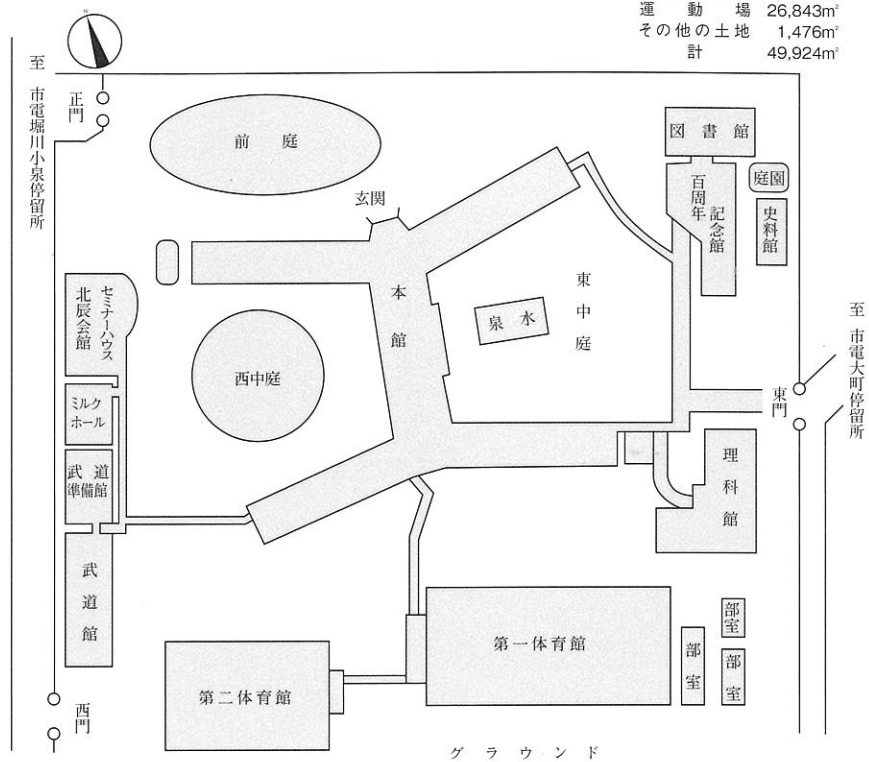 運動場 26,843m²
その他の土地 1,476m²
計 49,924m²
N
至 市電堀川小泉停留所
正門
前庭
図書館
百周年
記念館
庭園
史料館
玄関
本館
東中庭
泉水
北辰会館
セミナーハウス
西中庭
至 市電大町停留所
東門
ミルク
ホール
武道
準備館
理科館
武道館
第一体育館
部室
部室
部室
第二体育館
西門
グラウンド